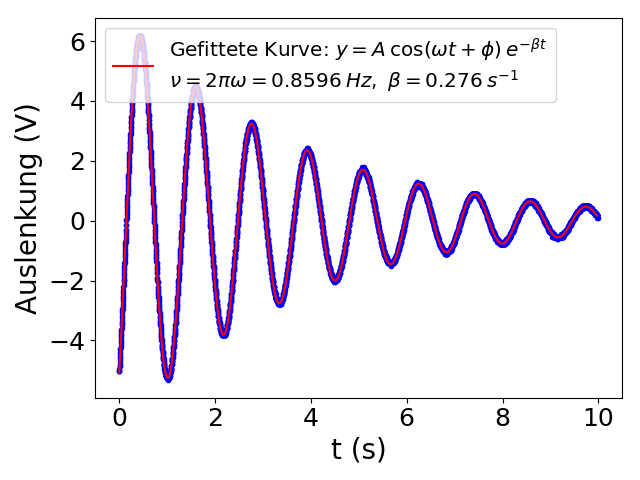 Gefittete Kurve: y = A cos(ωt + ϕ) e^{−βt}
ν = 2πω = 0.8596 Hz, β = 0.276 s^{−1}
6
4
2
0
−2
−4
Auslenkung (V)
0 2 4 6 8 10
t (s)